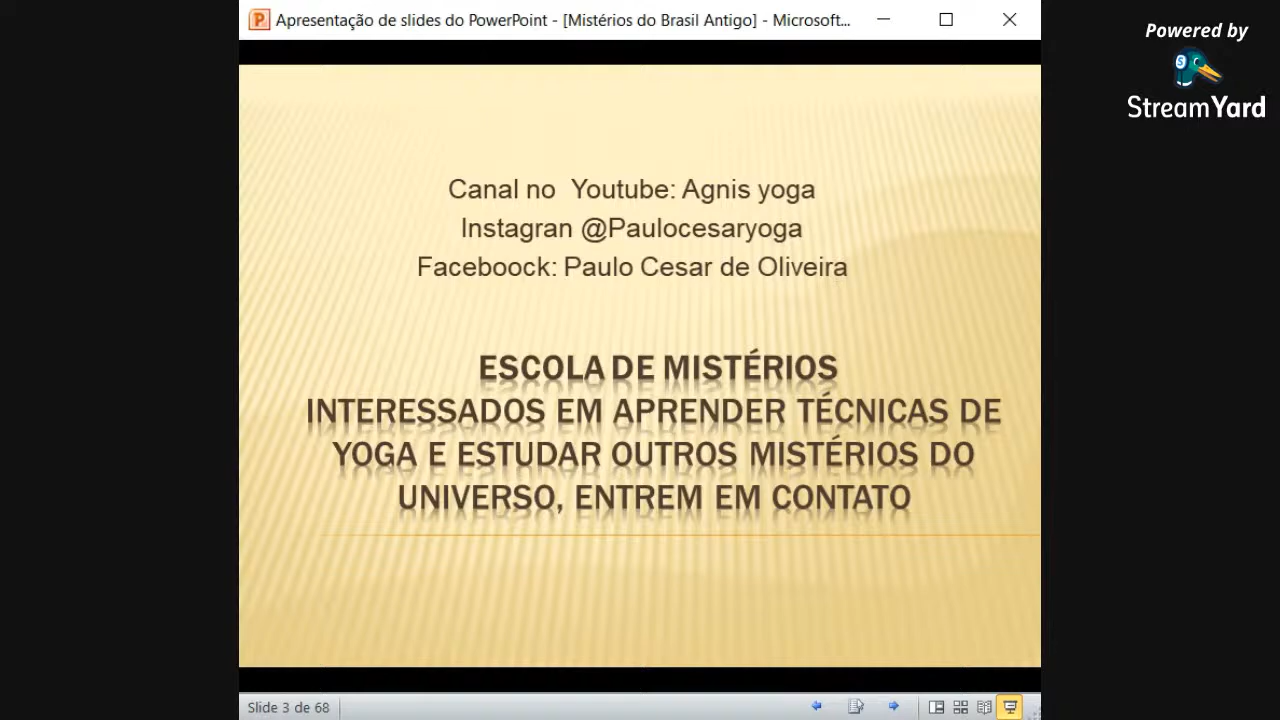 Apresentação de slides do PowerPoint - [Mistérios do Brasil Antigo] - Microsoft...
Powered by
StreamYard
Canal no Youtube: Agnis yoga
Instagran @Paulocesaryoga
Faceboock: Paulo Cesar de Oliveira
ESCOLA DE MISTÉRIOS
INTERESSADOS EM APRENDER TÉCNICAS DE
YOGA E ESTUDAR OUTROS MISTÉRIOS DO
UNIVERSO, ENTREM EM CONTATO
Slide 3 de 68